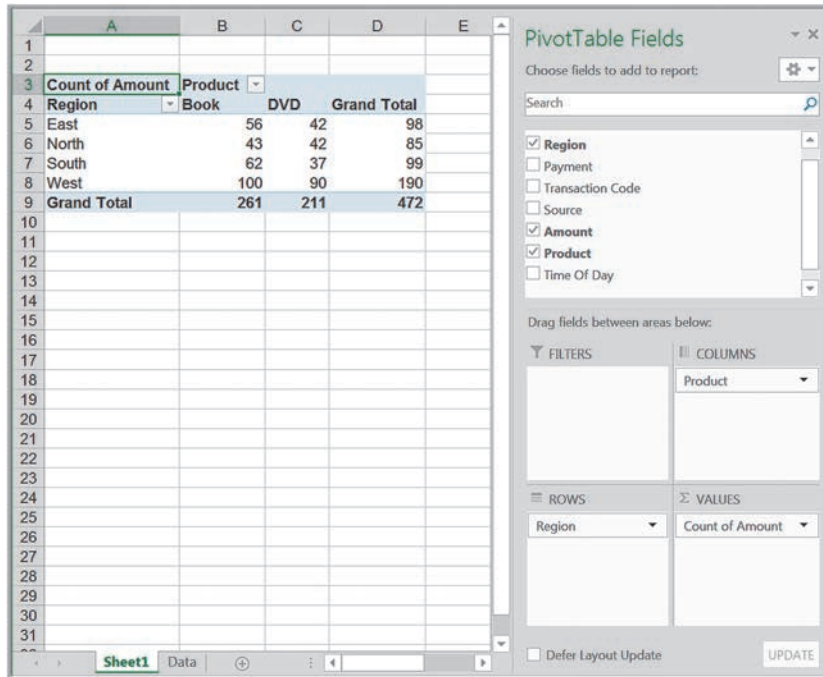 A B C D E
1
2
3 Count of Amount Product
4 Region Book DVD Grand Total
5 East 56 42 98
6 North 43 42 85
7 South 62 37 99
8 West 100 90 190
9 Grand Total 261 211 472
10
11
12
13
14
15
16
17
18
19
20
21
22
23
24
25
26
27
28
29
30
31
Sheet1 Data
PivotTable Fields
Choose fields to add to report:
Search
Region
Payment
Transaction Code
Source
Amount
Product
Time Of Day
Drag fields between areas below:
FILTERS
COLUMNS
Product
ROWS
Region
Σ VALUES
Count of Amount
Defer Layout Update
UPDATE